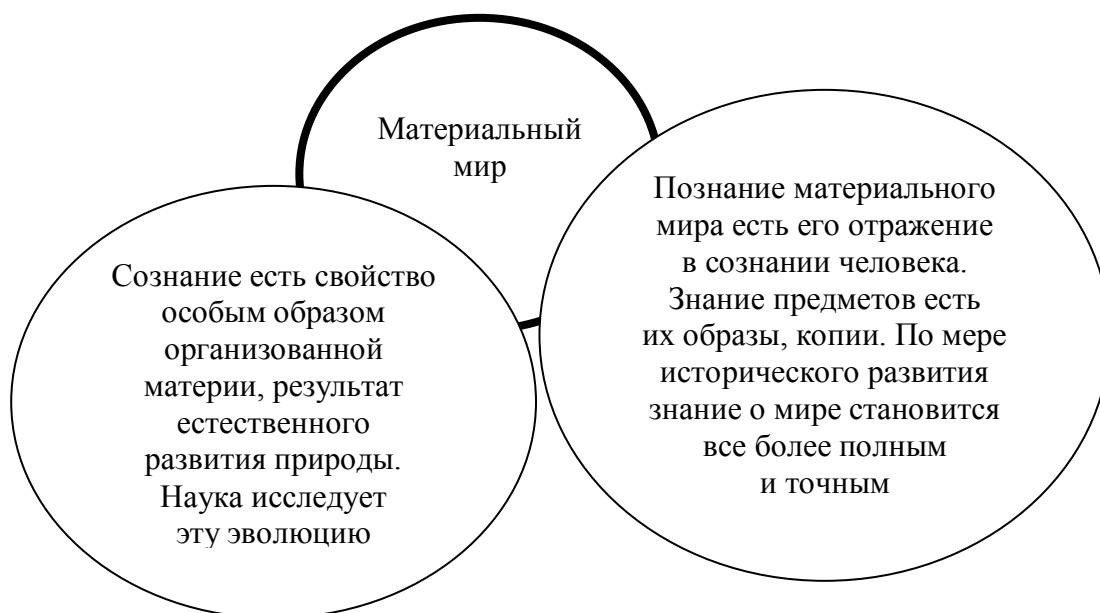 Материальный
мир
Сознание есть свойство
особым образом
организованной
материи, результат
естественного
развития природы.
Наука исследует
эту эволюцию
Познание материального
мира есть его отражение
в сознании человека.
Знание предметов есть
их образы, копии. По мере
исторического развития
знание о мире становится
все более полным
и точным